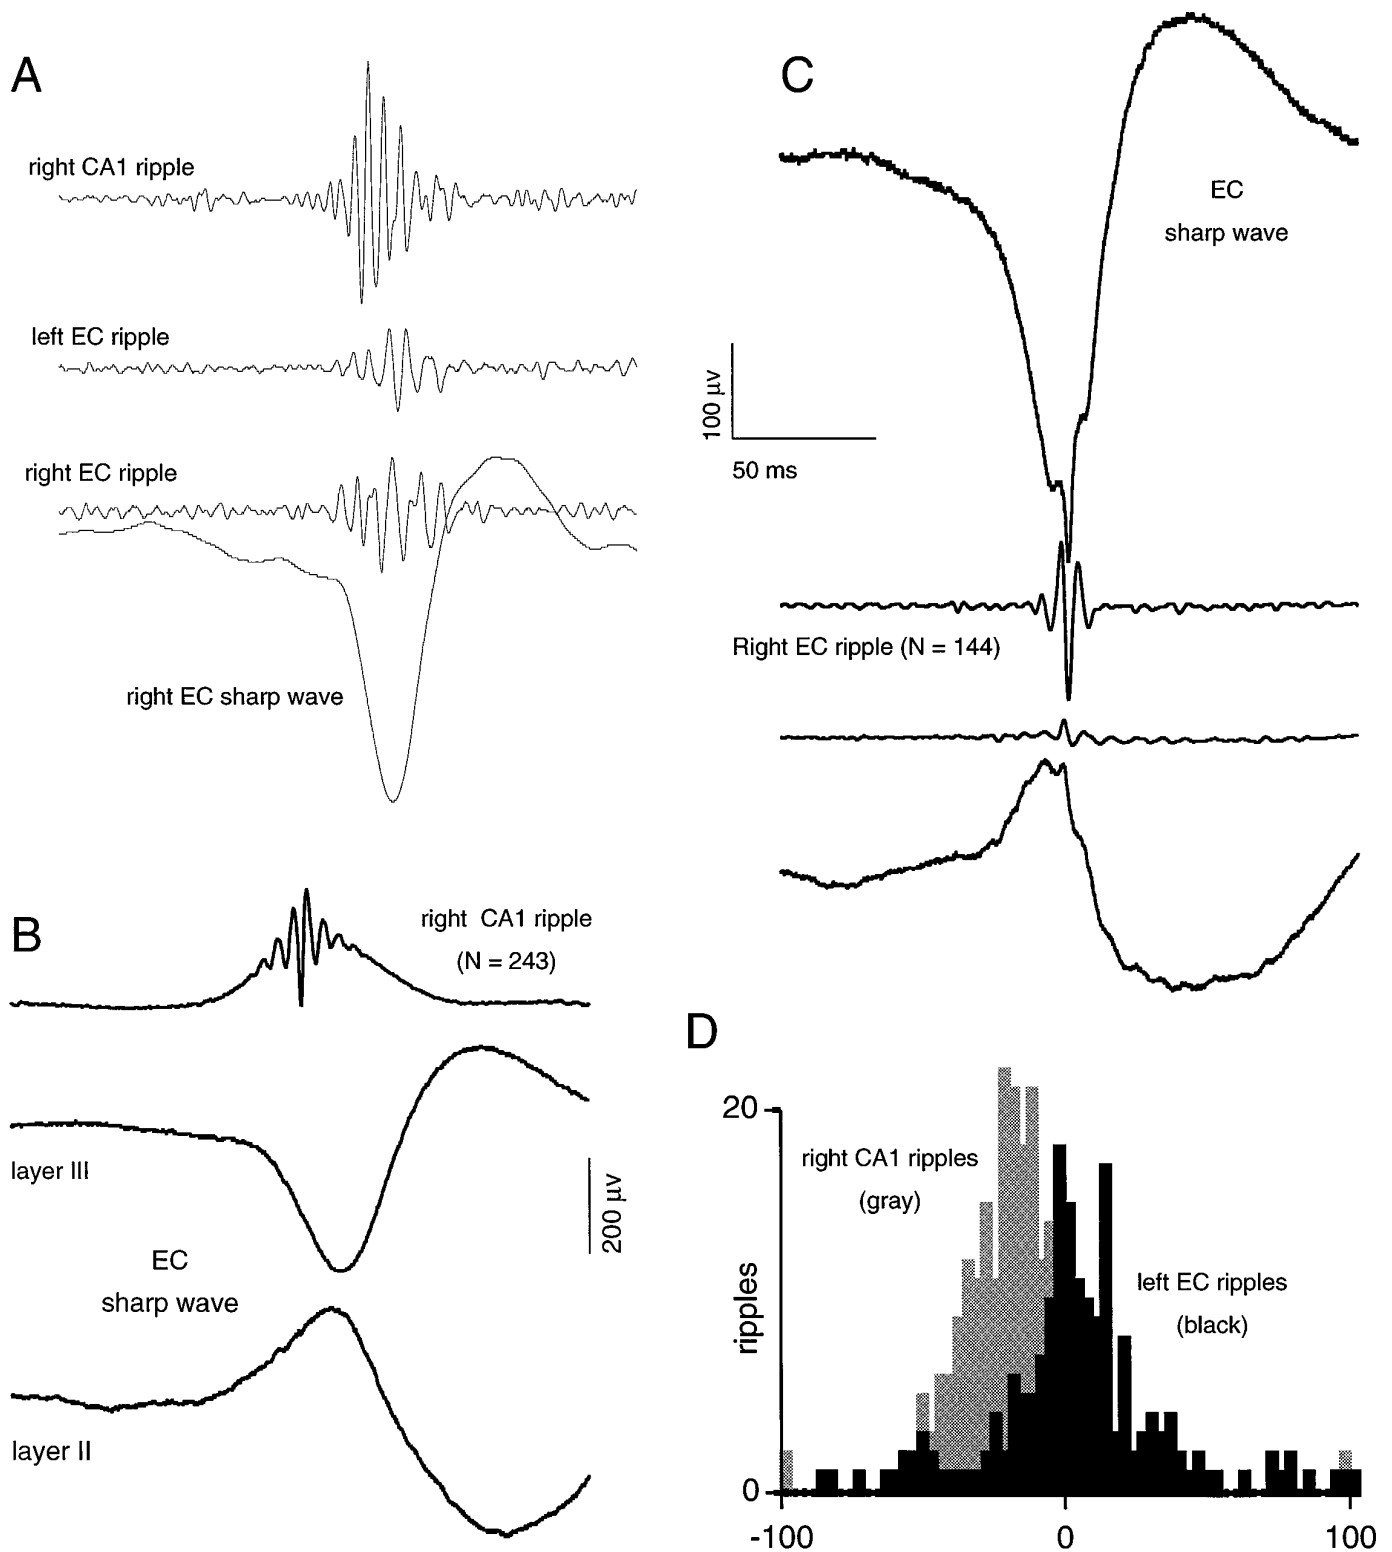 A
right CA1 ripple
left EC ripple
right EC ripple
right EC sharp wave
B
right CA1 ripple
(N = 243)
layer III
EC
sharp wave
layer II
200 μv
C
EC
sharp wave
100 μv
50 ms
Right EC ripple (N = 144)
D
20
right CA1 ripples
(gray)
left EC ripples
(black)
ripples
0
-100
0
100